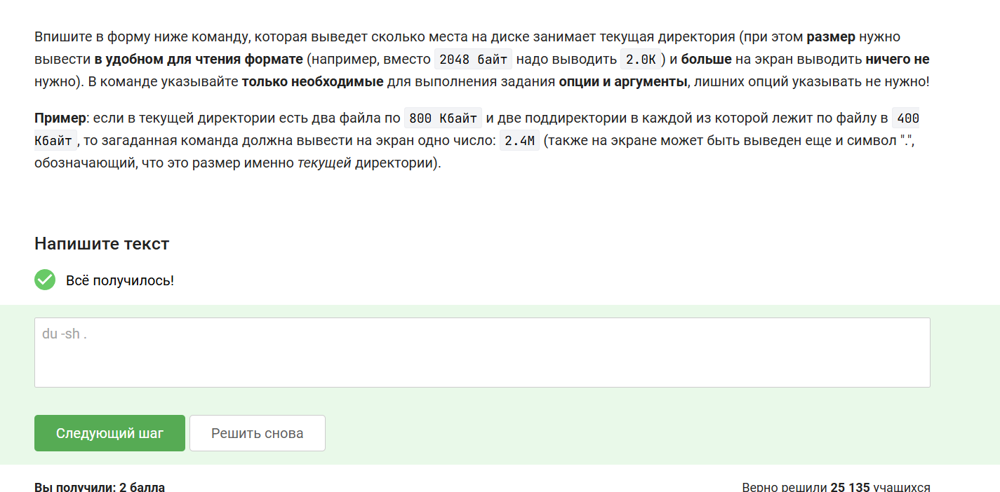 Впишите в форму ниже команду, которая выведет сколько места на диске занимает текущая директория (при этом размер нужно
вывести в удобном для чтения формате (например, вместо 2048 байт надо выводить 2.0K) и больше на экран выводить ничего не
нужно). В команде указывайте только необходимые для выполнения задания опции и аргументы, лишних опций указывать не нужно!
Пример: если в текущей директории есть два файла по 800 Кбайт и две поддиректории в каждой из которой лежит по файлу в 400
Кбайт, то загаданная команда должна вывести на экран одно число: 2.4M (также на экране может быть выведен еще и символ ".",
обозначающий, что это размер именно текущей директории).
Напишите текст
Всё получилось!
du -sh .
Следующий шаг Решить снова
Вы получили: 2 балла Верно решили 25 135 учащихся